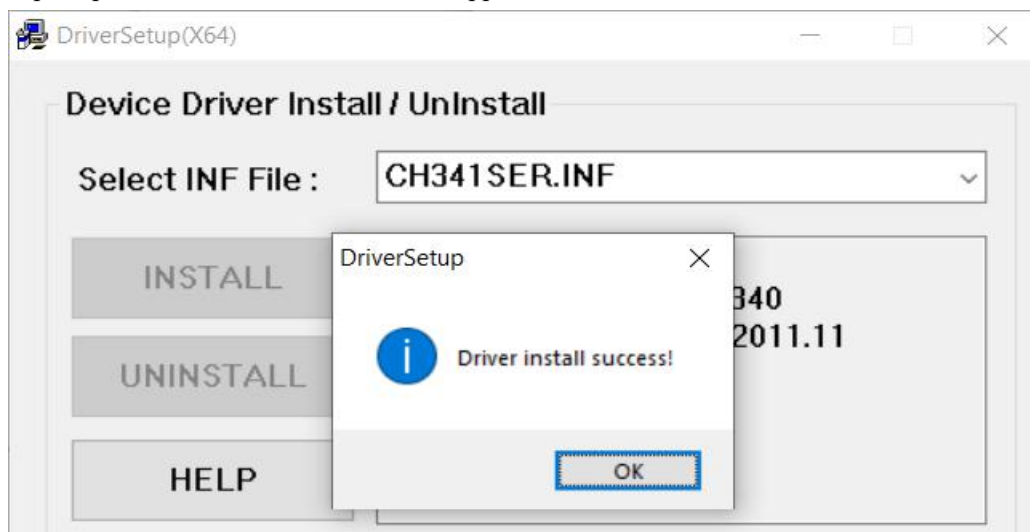 DriverSetup(X64)
Device Driver Install / UnInstall
Select INF File :
CH341SER.INF
INSTALL
UNINSTALL
HELP
DriverSetup
Driver install success!
OK
340
2011.11